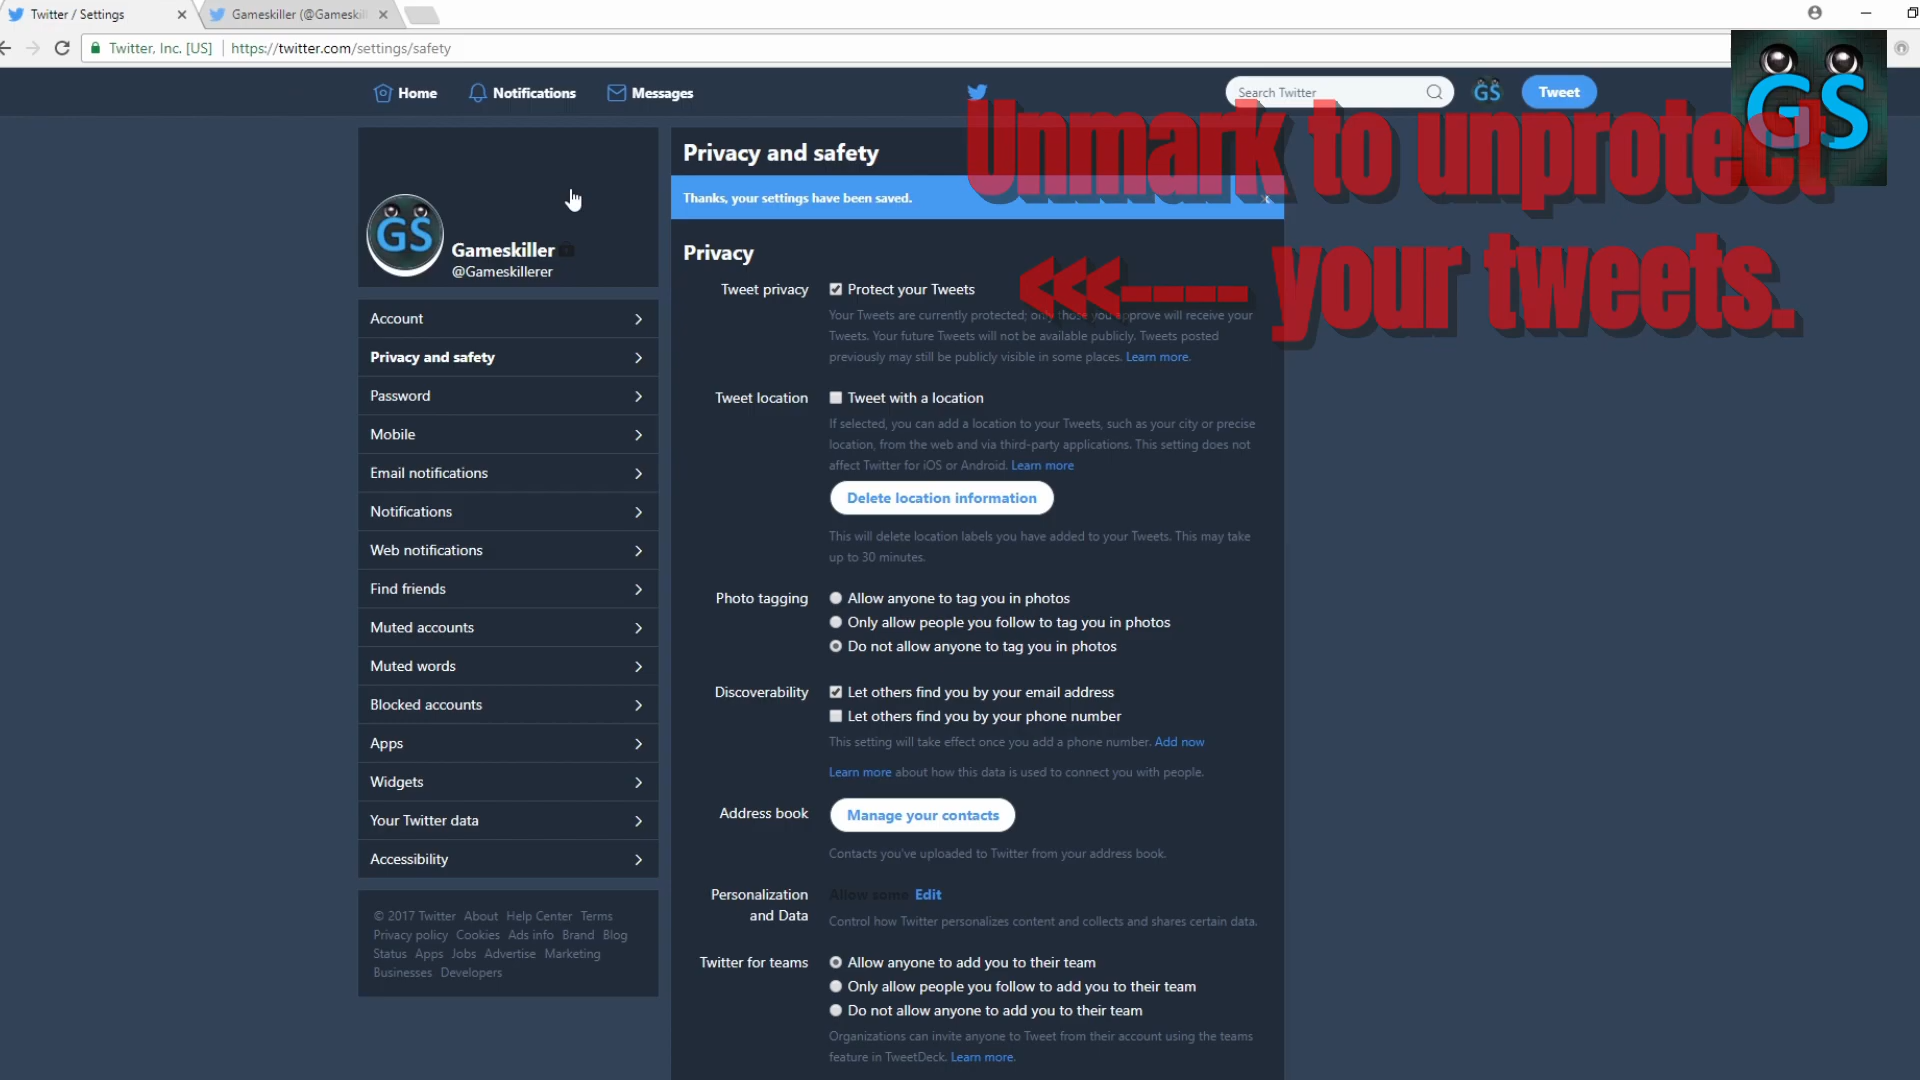 Twitter / Settings
Gameskiller (@Gameskil
Twitter, Inc. [US]
https://twitter.com/settings/safety
Home
Notifications
Messages
Search Twitter
GS
Tweet
GS
Unmark to unprotect
your tweets.
<<<-----
GS
Gameskiller
@Gameskillerer
Account
Privacy and safety
Password
Mobile
Email notifications
Notifications
Web notifications
Find friends
Muted accounts
Muted words
Blocked accounts
Apps
Widgets
Your Twitter data
Accessibility
© 2017 Twitter About Help Center Terms
Privacy policy Cookies Ads info Brand Blog
Status Apps Jobs Advertise Marketing
Businesses Developers
Privacy and safety
Thanks, your settings have been saved.
Privacy
Tweet privacy
Protect your Tweets
Your Tweets are currently protected; only those you approve will receive your
Tweets. Your future Tweets will not be available publicly. Tweets posted
previously may still be publicly visible in some places. Learn more.
Tweet location
Tweet with a location
If selected, you can add a location to your Tweets, such as your city or precise
location, from the web and via third-party applications. This setting does not
affect Twitter for iOS or Android. Learn more
Delete location information
This will delete location labels you have added to your Tweets. This may take
up to 30 minutes.
Photo tagging
Allow anyone to tag you in photos
Only allow people you follow to tag you in photos
Do not allow anyone to tag you in photos
Discoverability
Let others find you by your email address
Let others find you by your phone number
This setting will take effect once you add a phone number. Add now
Learn more about how this data is used to connect you with people.
Address book
Manage your contacts
Contacts you've uploaded to Twitter from your address book.
Personalization
and Data
Allow some Edit
Control how Twitter personalizes content and collects and shares certain data.
Twitter for teams
Allow anyone to add you to their team
Only allow people you follow to add you to their team
Do not allow anyone to add you to their team
Organizations can invite anyone to Tweet from their account using the teams
feature in TweetDeck. Learn more.